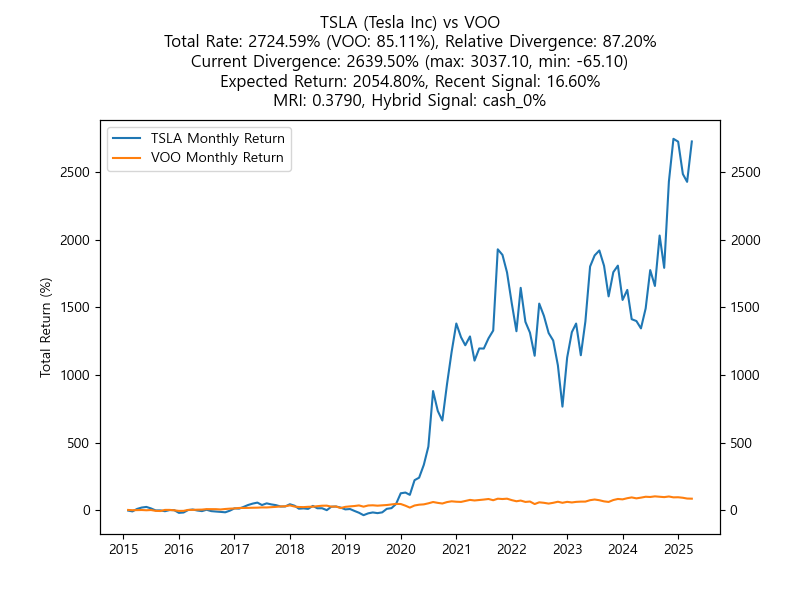 TSLA (Tesla Inc) vs VOO
Total Rate: 2724.59% (VOO: 85.11%), Relative Divergence: 87.20%
Current Divergence: 2639.50% (max: 3037.10, min: -65.10)
Expected Return: 2054.80%, Recent Signal: 16.60%
MRI: 0.3790, Hybrid Signal: cash_0%
TSLA Monthly Return
VOO Monthly Return
Total Return (%)
2500 2500
2000 2000
1500 1500
1000 1000
500 500
0 0
2015 2016 2017 2018 2019 2020 2021 2022 2023 2024 2025